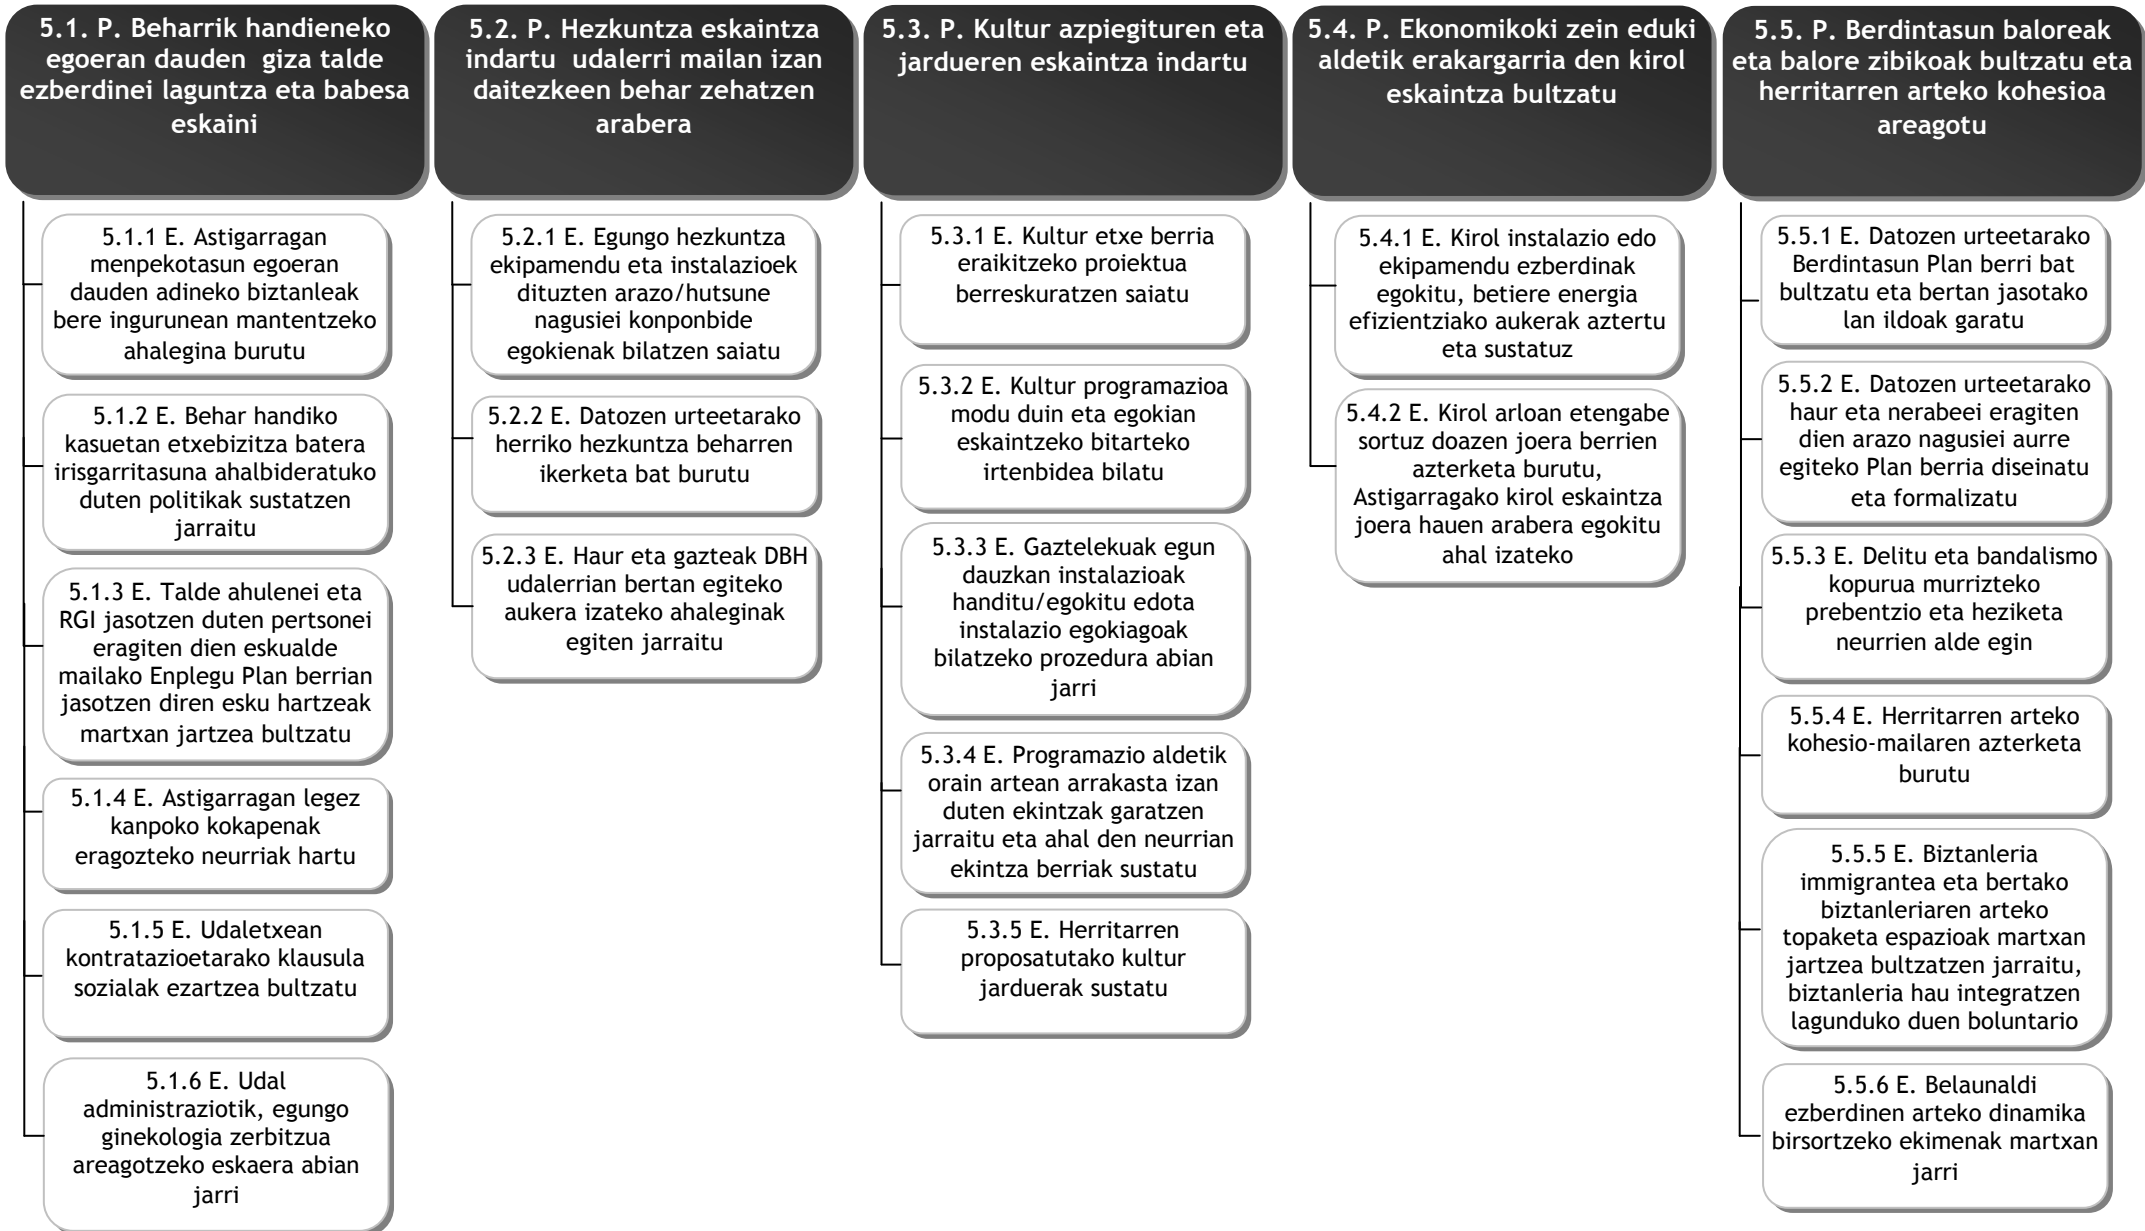 5.1. P. Beharrik handieneko
egoeran dauden giza talde
ezberdinei laguntza eta babesa
eskaini
5.1.1 E. Astigarragan
menpekotasun egoeran
dauden adineko biztanleak
bere ingurunean mantentzeko
ahalegina burutu
5.1.2 E. Behar handiko
kasuetan etxebizitza batera
irisgarritasuna ahalbideratuko
duten politikak sustatzen
jarraitu
5.1.3 E. Talde ahulenei eta
RGI jasotzen duten pertsonei
eragiten dien eskualde
mailako Enplegu Plan berrian
jasotzen diren esku hartzeak
martxan jartzea bultzatu
5.1.4 E. Astigarragan legez
kanpoko kokapenak
eragozteko neurriak hartu
5.1.5 E. Udaletxean
kontratazioetarako klausula
sozialak ezartzea bultzatu
5.1.6 E. Udal
administraziotik, egungo
ginekologia zerbitzua
areagotzeko eskaera abian
jarri
5.2. P. Hezkuntza eskaintza
indartu udalerri mailan izan
daitezkeen behar zehatzen
arabera
5.2.1 E. Egungo hezkuntza
ekipamendu eta instalazioek
dituzten arazo/hutsune
nagusiei konponbide
egokienak bilatzen saiatu
5.2.2 E. Datozen urteetarako
herriko hezkuntza beharren
ikerketa bat burutu
5.2.3 E. Haur eta gazteak DBH
udalerrian bertan egiteko
aukera izateko ahaleginak
egiten jarraitu
5.3. P. Kultur azpiegituren eta
jardueren eskaintza indartu
5.3.1 E. Kultur etxe berria
eraikitzeko proiektua
berreskuratzen saiatu
5.3.2 E. Kultur programazioa
modu duin eta egokian
eskaintzeko bitarteko
irtenbidea bilatu
5.3.3 E. Gaztelekuak egun
dauzkan instalazioak
handitu/egokitu edota
instalazio egokiagoak
bilatzeko prozedura abian
jarri
5.3.4 E. Programazio aldetik
orain artean arrakasta izan
duten ekintzak garatzen
jarraitu eta ahal den neurrian
ekintza berriak sustatu
5.3.5 E. Herritarren
proposatutako kultur
jarduerak sustatu
5.4. P. Ekonomikoki zein eduki
aldetik erakargarria den kirol
eskaintza bultzatu
5.4.1 E. Kirol instalazio edo
ekipamendu ezberdinak
egokitu, betiere energia
efizientziako aukerak aztertu
eta sustatuz
5.4.2 E. Kirol arloan etengabe
sortuz doazen joera berrien
azterketa burutu,
Astigarragako kirol eskaintza
joera hauen arabera egokitu
ahal izateko
5.5. P. Berdintasun baloreak
eta balore zibikoak bultzatu eta
herritarren arteko kohesioa
areagotu
5.5.1 E. Datozen urteetarako
Berdintasun Plan berri bat
bultzatu eta bertan jasotako
lan ildoak garatu
5.5.2 E. Datozen urteetarako
haur eta nerabeei eragiten
dien arazo nagusiei aurre
egiteko Plan berria diseinatu
eta formalizatu
5.5.3 E. Delitu eta bandalismo
kopurua murrizteko
prebentzio eta heziketa
neurrien alde egin
5.5.4 E. Herritarren arteko
kohesio-mailaren azterketa
burutu
5.5.5 E. Biztanleria
immigrantea eta bertako
biztanleriaren arteko
topaketa espazioak martxan
jartzea bultzatzen jarraitu,
biztanleria hau integratzen
lagunduko duen boluntario
5.5.6 E. Belaunaldi
ezberdinen arteko dinamika
birsortzeko ekimenak martxan
jarri